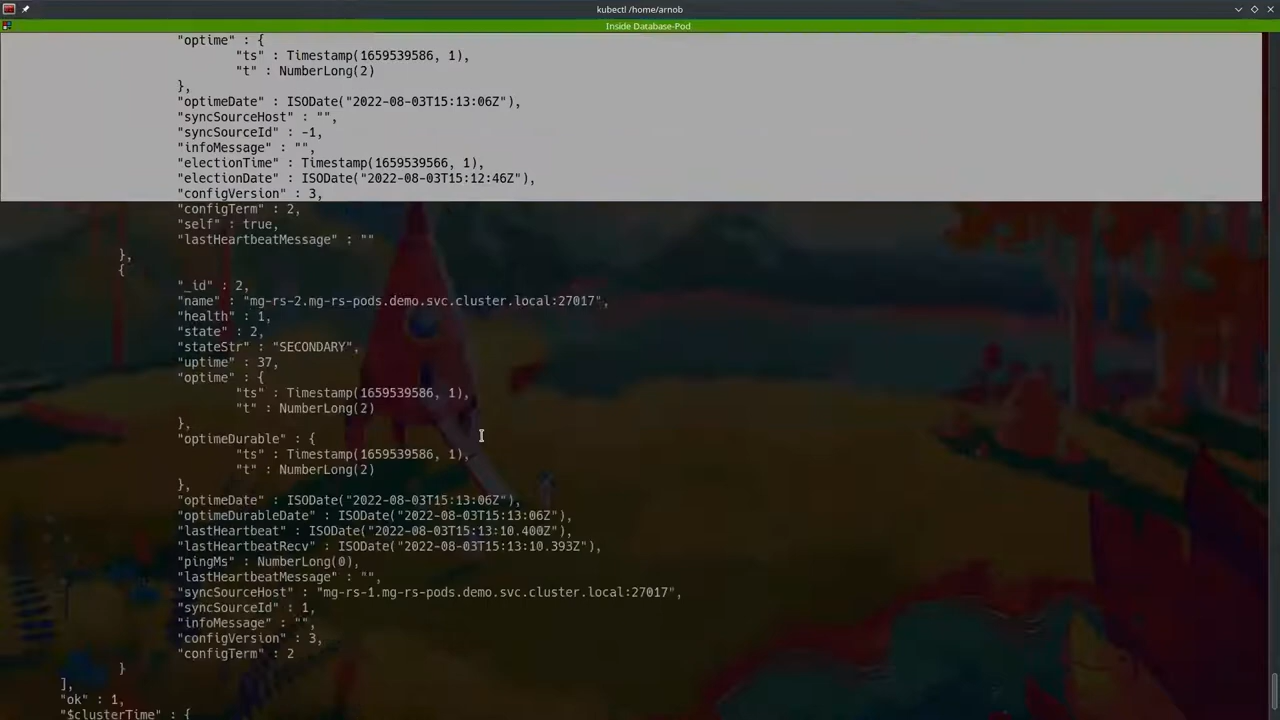 kubectl /home/arnob
Inside Database-Pod
"optime" : {
"ts" : Timestamp(1659539586, 1),
"t" : NumberLong(2)
},
"optimeDate" : ISODate("2022-08-03T15:13:06Z"),
"syncSourceHost" : "",
"syncSourceId" : -1,
"infoMessage" : "",
"electionTime" : Timestamp(1659539566, 1),
"electionDate" : ISODate("2022-08-03T15:12:46Z"),
"configVersion" : 3,
"configTerm" : 2,
"self" : true,
"lastHeartbeatMessage" : ""
},
{
"_id" : 2,
"name" : "mg-rs-2.mg-rs-pods.demo.svc.cluster.local:27017",
"health" : 1,
"state" : 2,
"stateStr" : "SECONDARY",
"uptime" : 37,
"optime" : {
"ts" : Timestamp(1659539586, 1),
"t" : NumberLong(2)
},
"optimeDurable" : {
"ts" : Timestamp(1659539586, 1),
"t" : NumberLong(2)
},
"optimeDate" : ISODate("2022-08-03T15:13:06Z"),
"optimeDurableDate" : ISODate("2022-08-03T15:13:06Z"),
"lastHeartbeat" : ISODate("2022-08-03T15:13:10.400Z"),
"lastHeartbeatRecv" : ISODate("2022-08-03T15:13:10.393Z"),
"pingMs" : NumberLong(0),
"lastHeartbeatMessage" : "",
"syncSourceHost" : "mg-rs-1.mg-rs-pods.demo.svc.cluster.local:27017",
"syncSourceId" : 1,
"infoMessage" : "",
"configVersion" : 3,
"configTerm" : 2
}
],
"ok" : 1,
"$clusterTime" : {